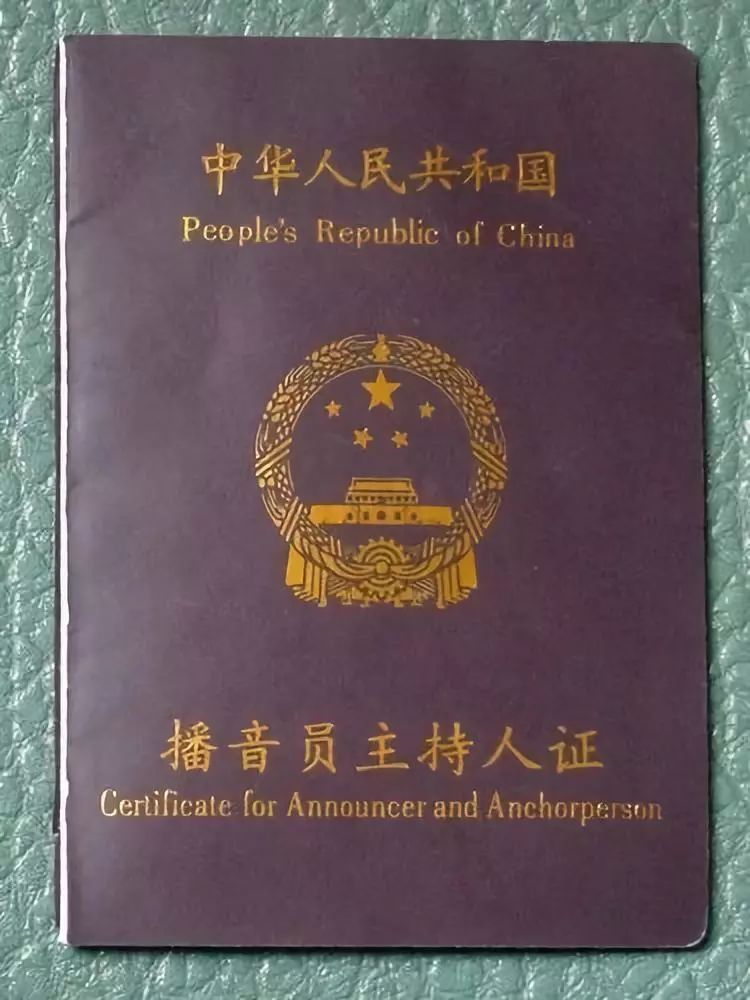 中华人民共和国
People's Republic of China
播音员主持人证
Certificate for Announcer and Anchorperson